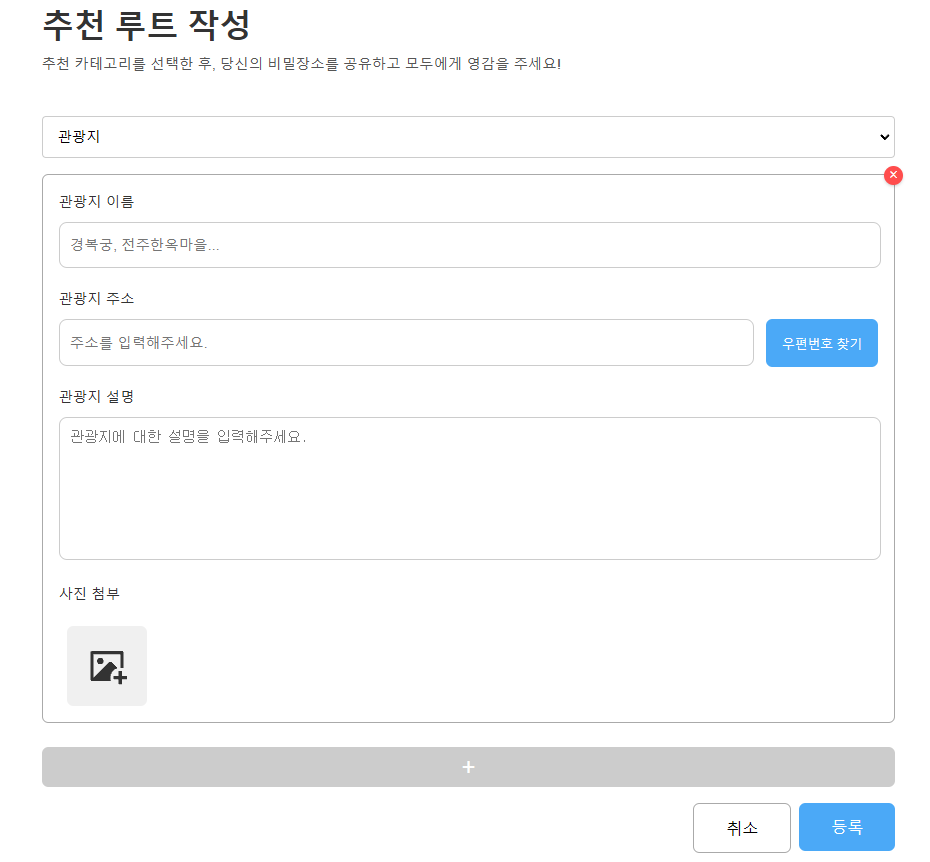 추천 루트 작성
추천 카테고리를 선택한 후, 당신의 비밀장소를 공유하고 모두에게 영감을 주세요!
관광지
관광지 이름
경복궁, 전주한옥마을...
관광지 주소
주소를 입력해주세요.
우편번호 찾기
관광지 설명
관광지에 대한 설명을 입력해주세요.
사진 첨부
+
취소
등록